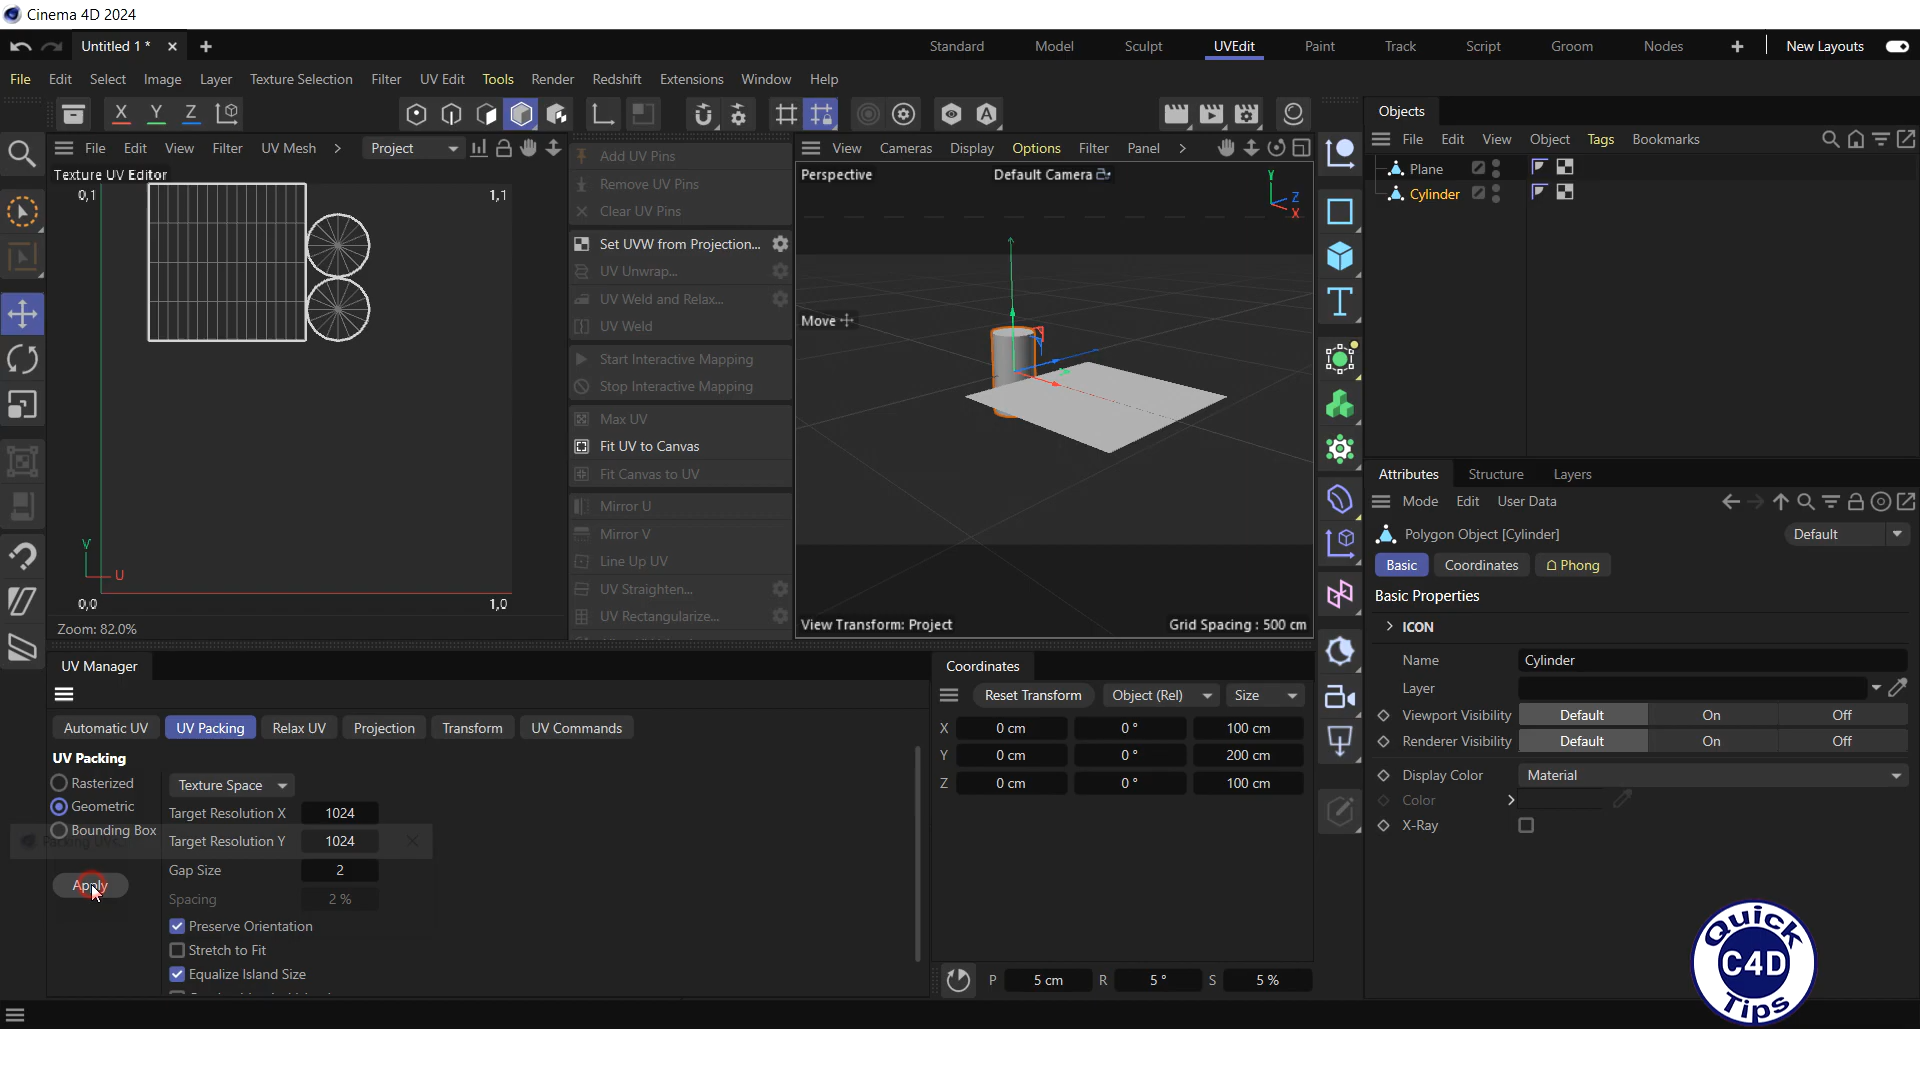 Cinema 4D 2024
Untitled 1 *
Standard Model Sculpt UVEdit Paint Track Script Groom Nodes New Layouts
File Edit Select Image Layer Texture Selection Filter UV Edit Tools Render Redshift Extensions Window Help
X Y Z
A
Objects
File Edit View Filter UV Mesh > Project
View Cameras Display Options Filter Panel >
File Edit View Object Tags Bookmarks
Texture UV Editor
0,1
1,1
V
U
0,0
1,0
Zoom: 82.0%
Add UV Pins
Remove UV Pins
Clear UV Pins
Set UVW from Projection...
UV Unwrap...
UV Weld and Relax...
UV Weld
Start Interactive Mapping
Stop Interactive Mapping
Max UV
Fit UV to Canvas
Fit Canvas to UV
Mirror U
Mirror V
Line Up UV
UV Straighten...
UV Rectangularize...
Perspective
Default Camera
Y
Z
X
Move
View Transform: Project
Grid Spacing : 500 cm
T
Plane
Cylinder
Attributes Structure Layers
Mode Edit User Data
Polygon Object [Cylinder]
Default
Basic Coordinates Phong
Basic Properties
> ICON
Name Cylinder
Layer
Viewport Visibility Default On Off
Renderer Visibility Default On Off
Display Color Material
Color >
X-Ray
UV Manager
Automatic UV UV Packing Relax UV Projection Transform UV Commands
UV Packing
Rasterized
Geometric
Bounding Box
Apply
Texture Space
Target Resolution X 1024
Target Resolution Y 1024
Gap Size 2
Spacing 2 %
Preserve Orientation
Stretch to Fit
Equalize Island Size
Coordinates
Reset Transform Object (Rel) Size
X 0 cm 0 ° 100 cm
Y 0 cm 0 ° 200 cm
Z 0 cm 0 ° 100 cm
P 5 cm R 5 ° S 5 %
Quick
C4D
Tips